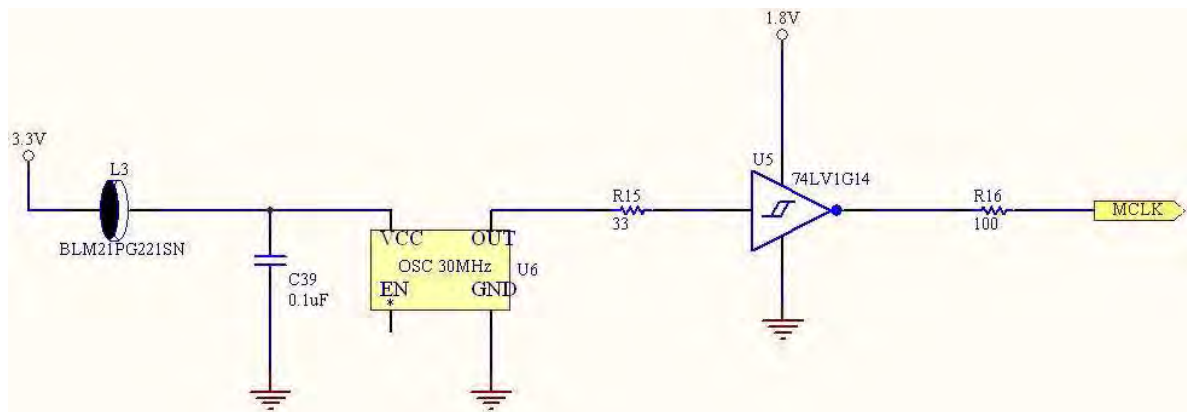 1.8V
3.3V
L3
BLM21PG221SN
C39
0.1uF
VCC OUT
OSC 30MHz
EN GND
*
U6
R15
33
U5
74LV1G14
R16
100
MCLK